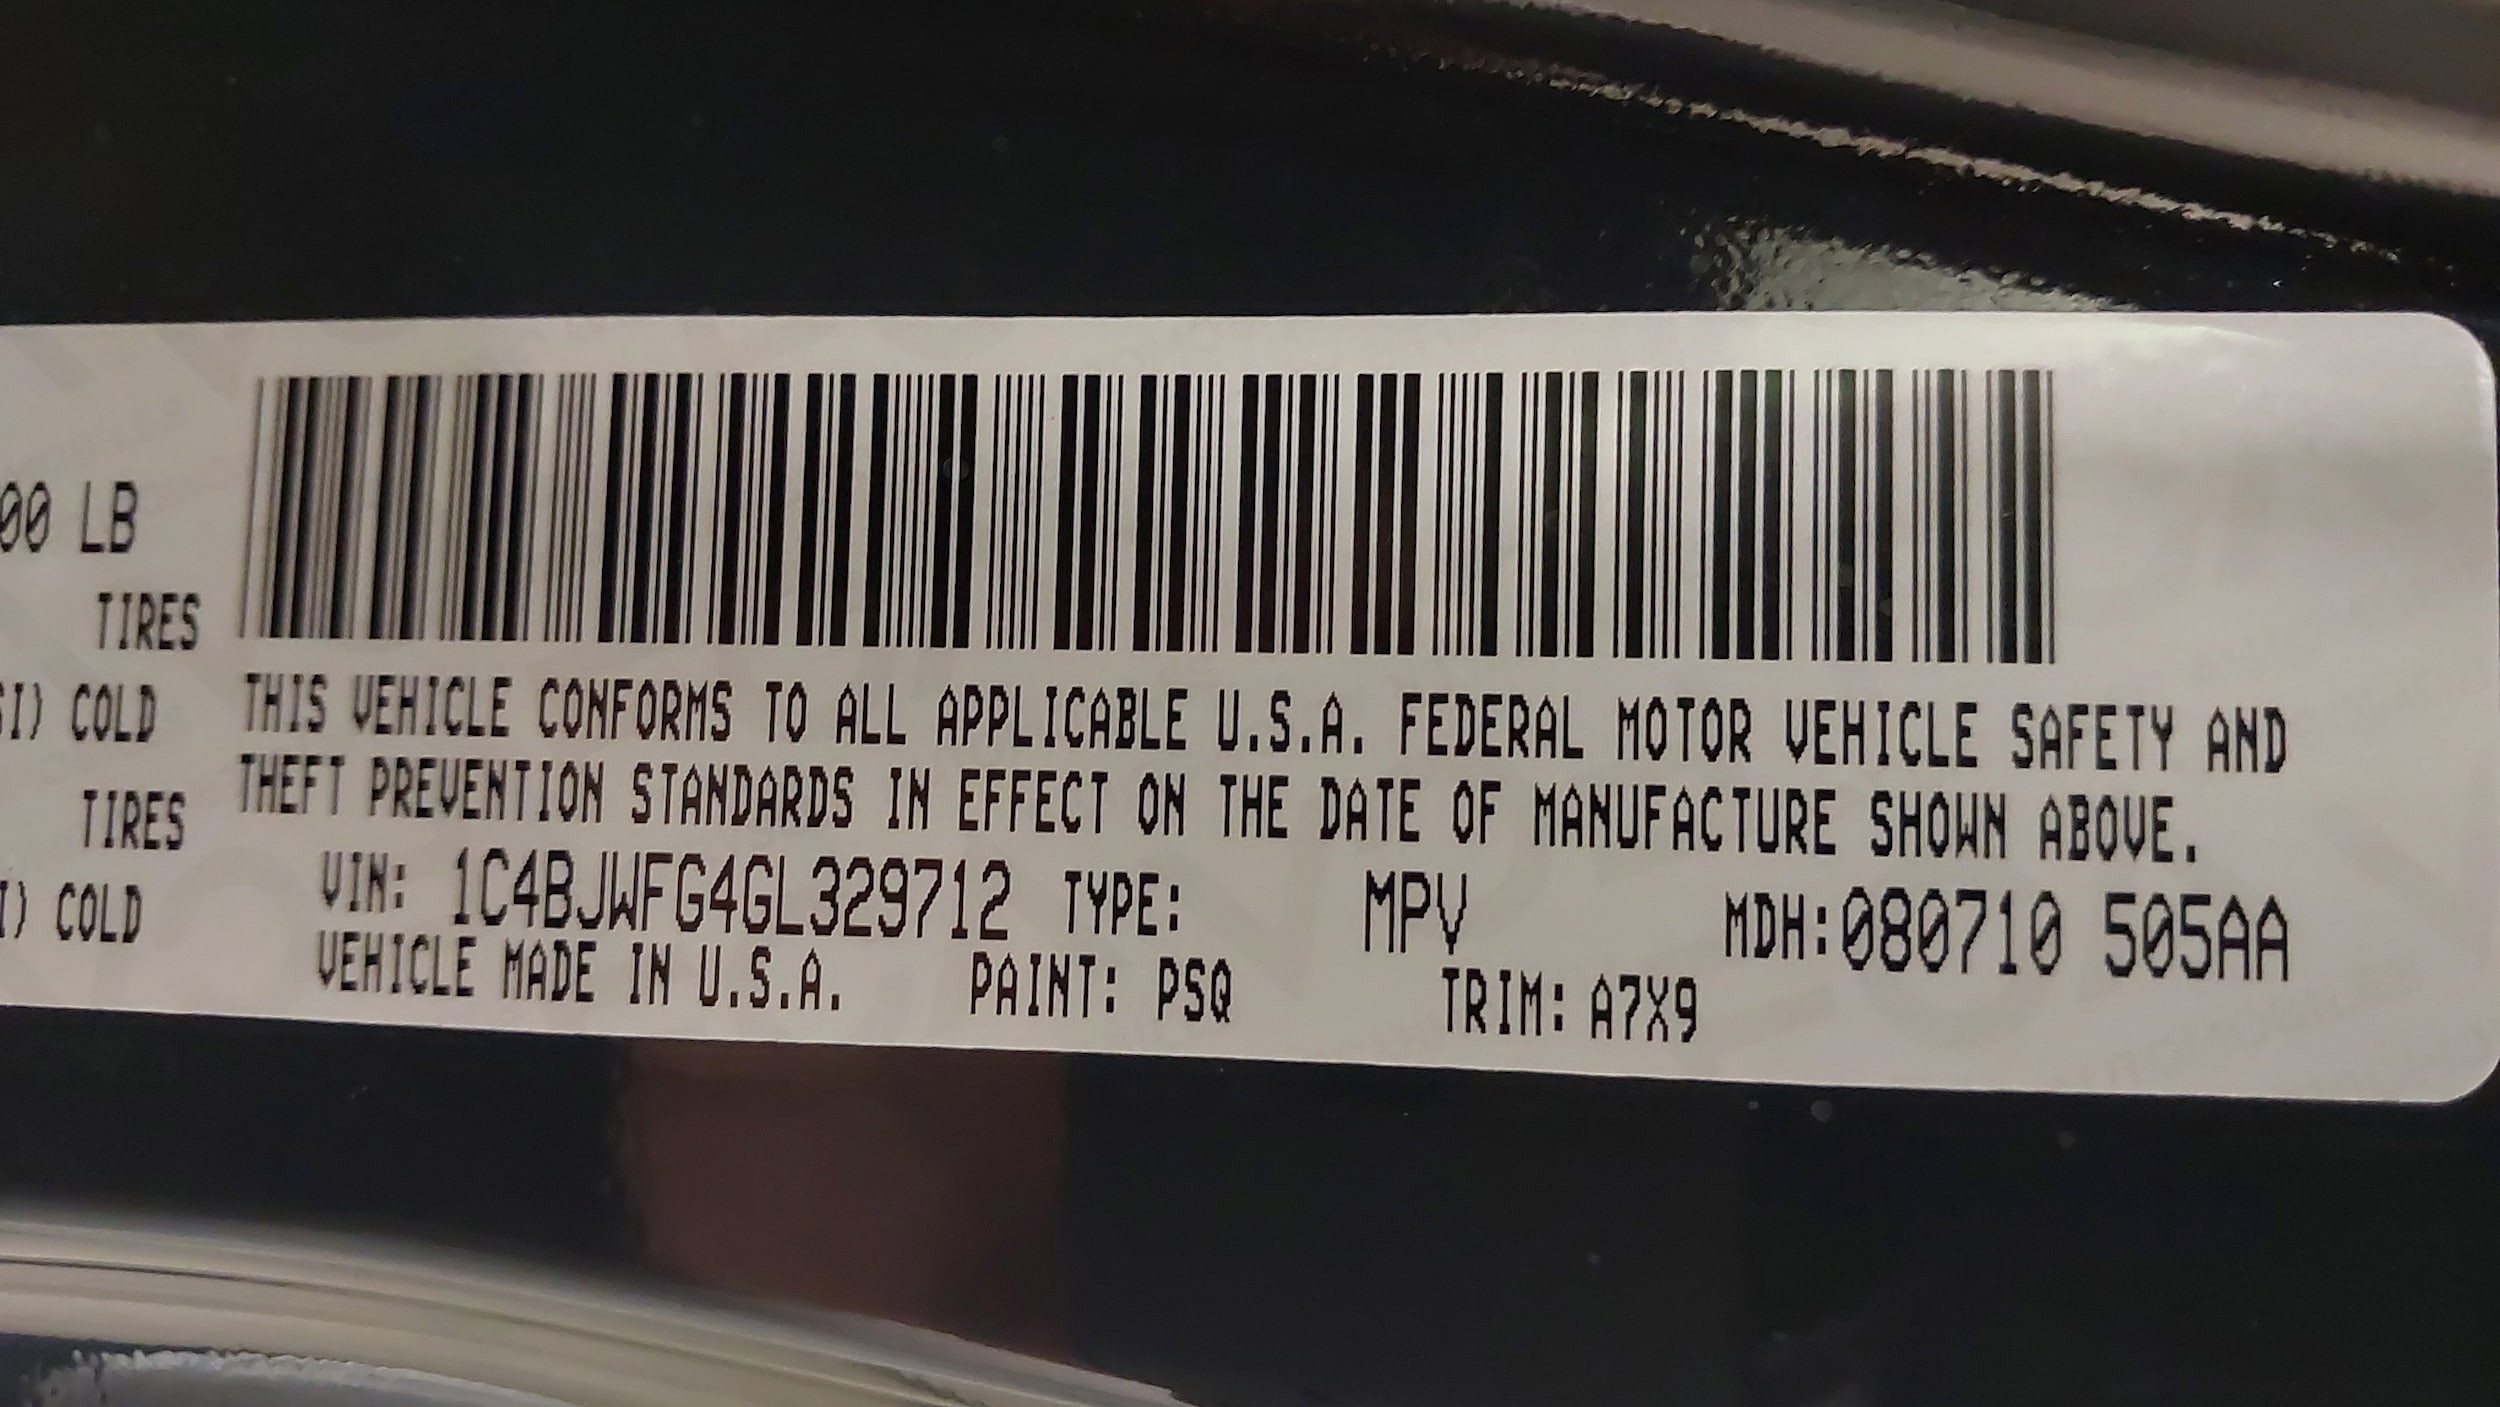 00 LB
TIRES
SI) COLD
TIRES
I) COLD
THIS VEHICLE CONFORMS TO ALL APPLICABLE U.S.A. FEDERAL MOTOR VEHICLE SAFETY AND
THEFT PREVENTION STANDARDS IN EFFECT ON THE DATE OF MANUFACTURE SHOWN ABOVE.
VIN: 1C4BJWFG4GL329712 TYPE: MPV MDH:080710 505AA
VEHICLE MADE IN U.S.A. PAINT: PSQ TRIM: A7X9